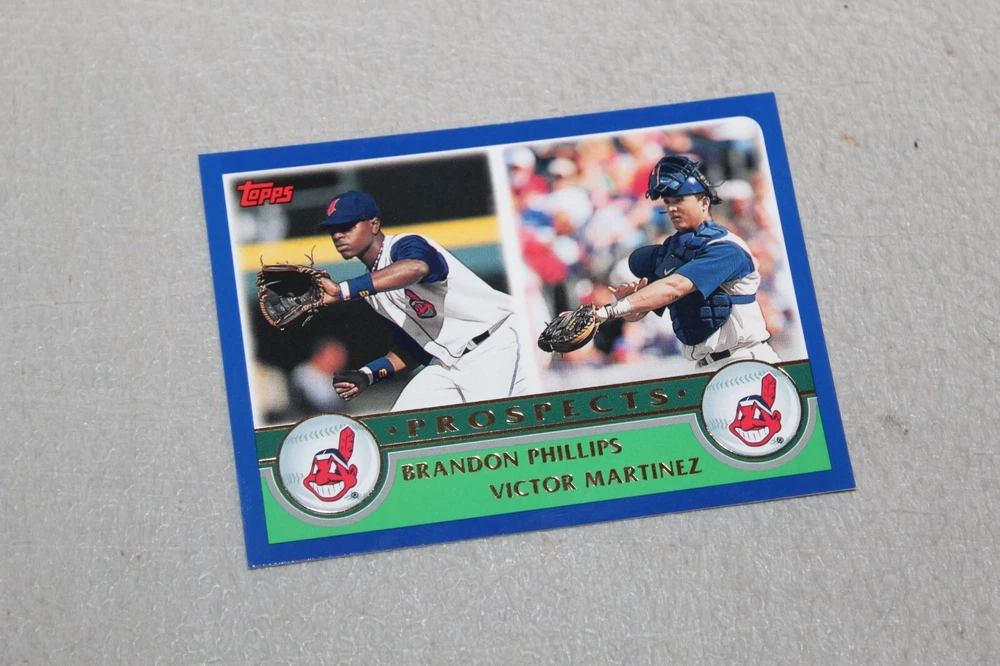 Topps
·PROSPECTS·
BRANDON PHILLIPS
VICTOR MARTINEZ
®
®